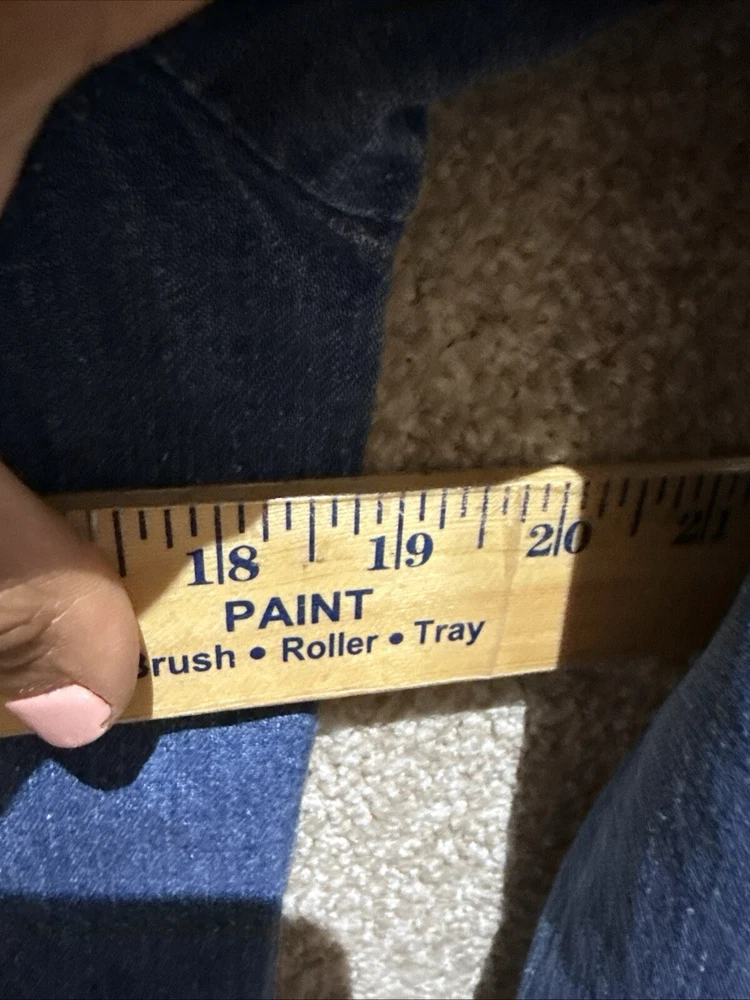 18 19 20 21
PAINT
Brush • Roller • Tray